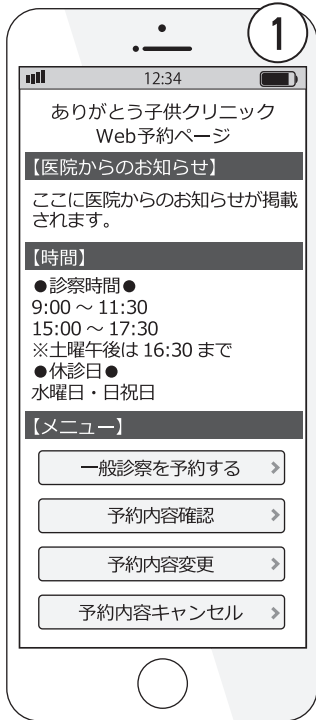 1
12:34
ありがとう子供クリニック
Web予約ページ
【医院からのお知らせ】
ここに医院からのお知らせが掲載
されます。
【時間】
●診察時間●
9:00 ～ 11:30
15:00 ～ 17:30
※土曜午後は 16:30 まで
●休診日●
水曜日・日祝日
【メニュー】
一般診察を予約する
予約内容確認
予約内容変更
予約内容キャンセル